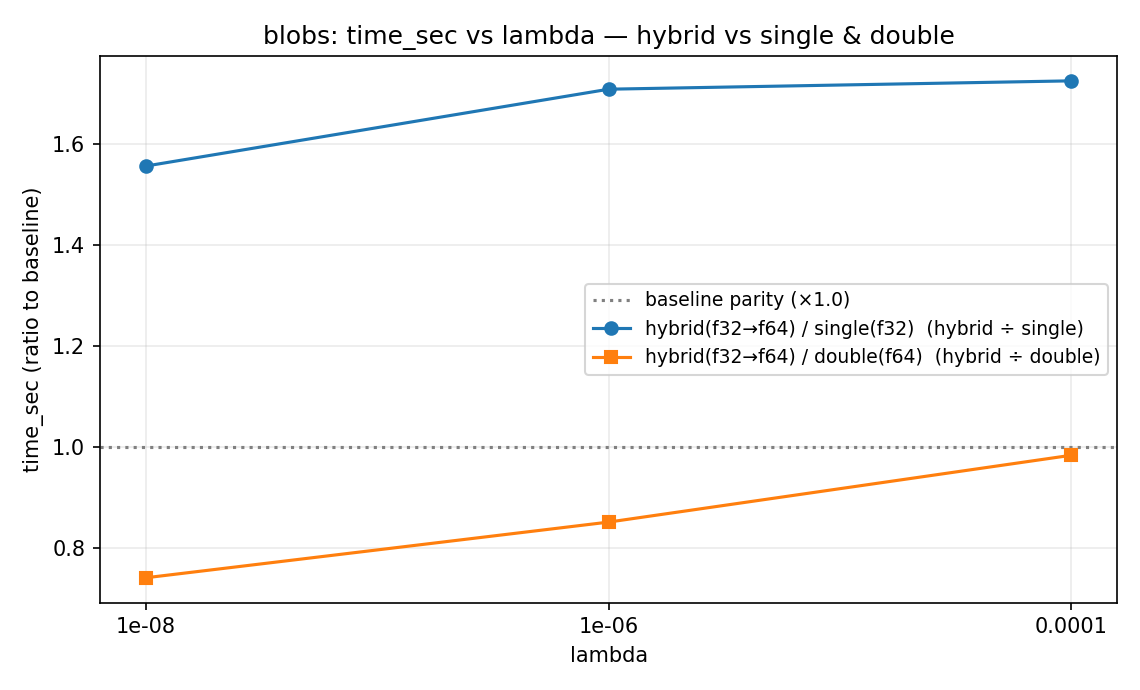 blobs: time_sec vs lambda — hybrid vs single & double
time_sec (ratio to baseline)
1.6
1.4
1.2
1.0
0.8
baseline parity (×1.0)
hybrid(f32→f64) / single(f32)  (hybrid ÷ single)
hybrid(f32→f64) / double(f64)  (hybrid ÷ double)
1e-08
1e-06
0.0001
lambda